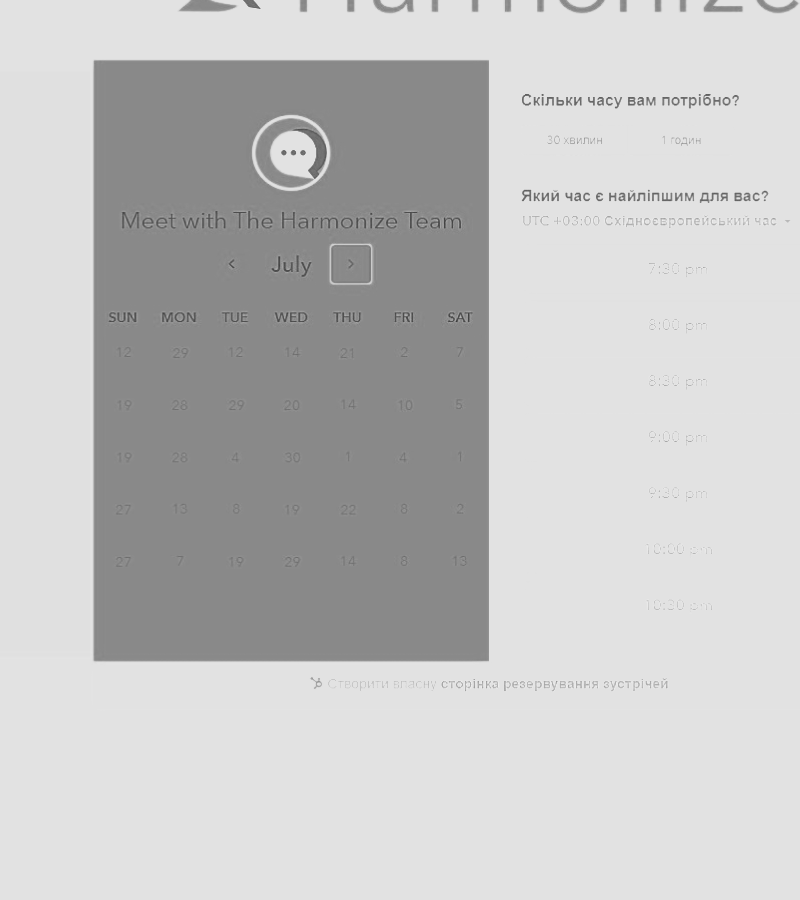 Harmonize
Meet with The Harmonize Team
July
SUN MON TUE WED THU FRI SAT
12 29 12 14 21 2 7
19 28 29 20 14 10 5
19 28 4 30 1 4 1
27 13 8 19 22 8 2
27 7 19 29 14 8 13
Скільки часу вам потрібно?
30 хвилин 1 годин
Який час є найліпшим для вас?
UTC +03:00 Східноєвропейський час
7:30 pm
8:00 pm
8:30 pm
9:00 pm
9:30 pm
10:00 pm
10:30 pm
Створити власну сторінка резервування зустрічей